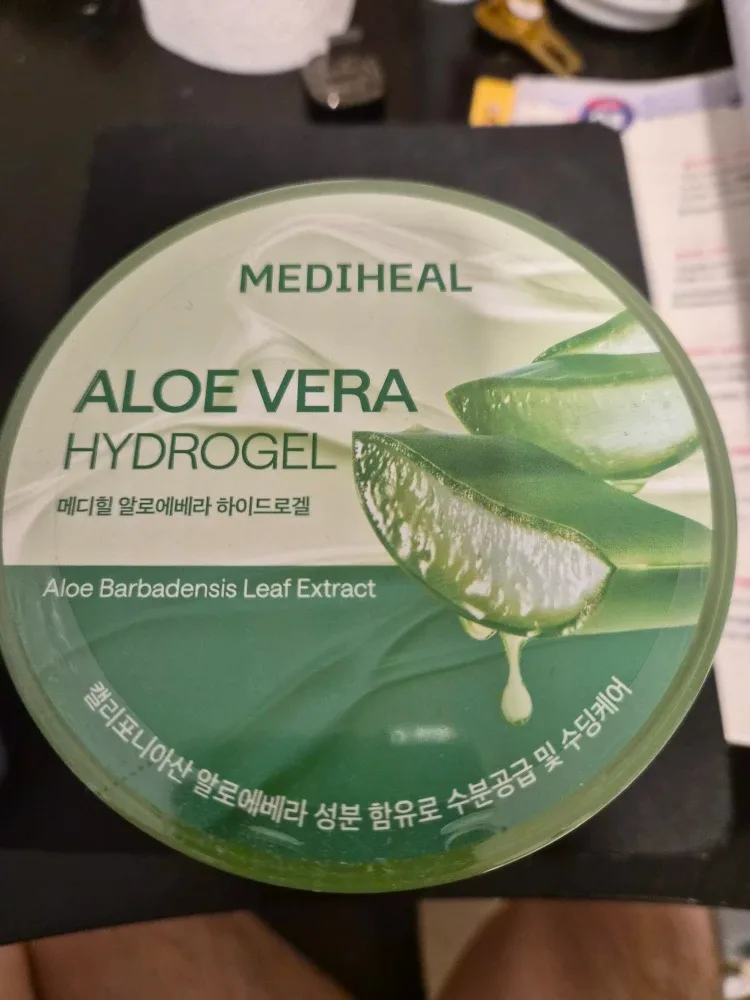 MEDIHEAL
ALOE VERA
HYDROGEL
메디힐 알로에베라 하이드로겔
Aloe Barbadensis Leaf Extract
캘리포니아산 알로에베라 성분 함유로 수분공급 및 수딩케어